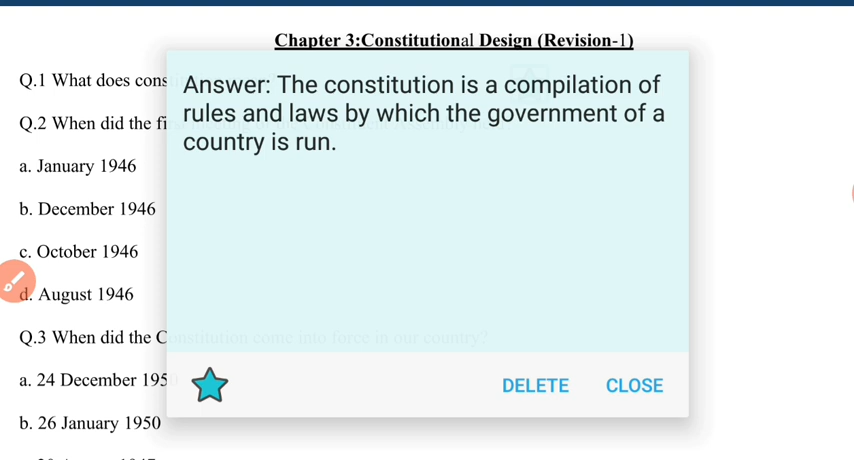 Chapter 3:Constitutional Design (Revision-1)
Q.1 What does cons
Answer: The constitution is a compilation of
rules and laws by which the government of a
country is run.
Q.2 When did the fi
a. January 1946
b. December 1946
c. October 1946
d. August 1946
Q.3 When did the Constitution come into force in our country?
a. 24 December 1950
b. 26 January 1950
DELETE
CLOSE